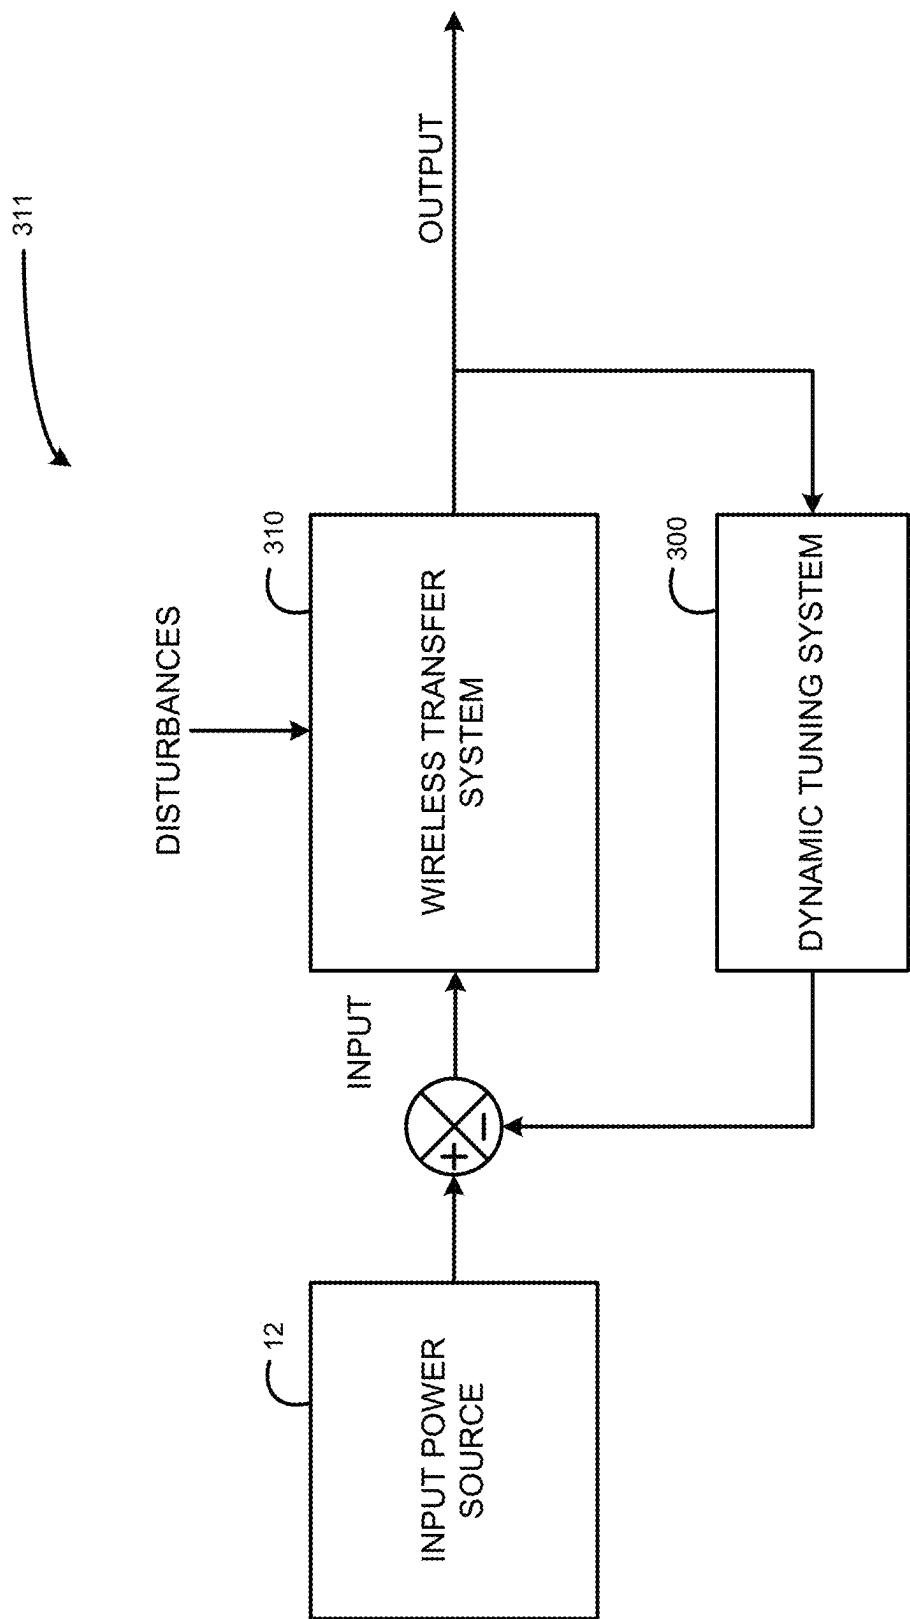 311
DISTURBANCES
12
INPUT POWER
SOURCE
+
−
INPUT
310
WIRELESS TRANSFER
SYSTEM
OUTPUT
300
DYNAMIC TUNING SYSTEM